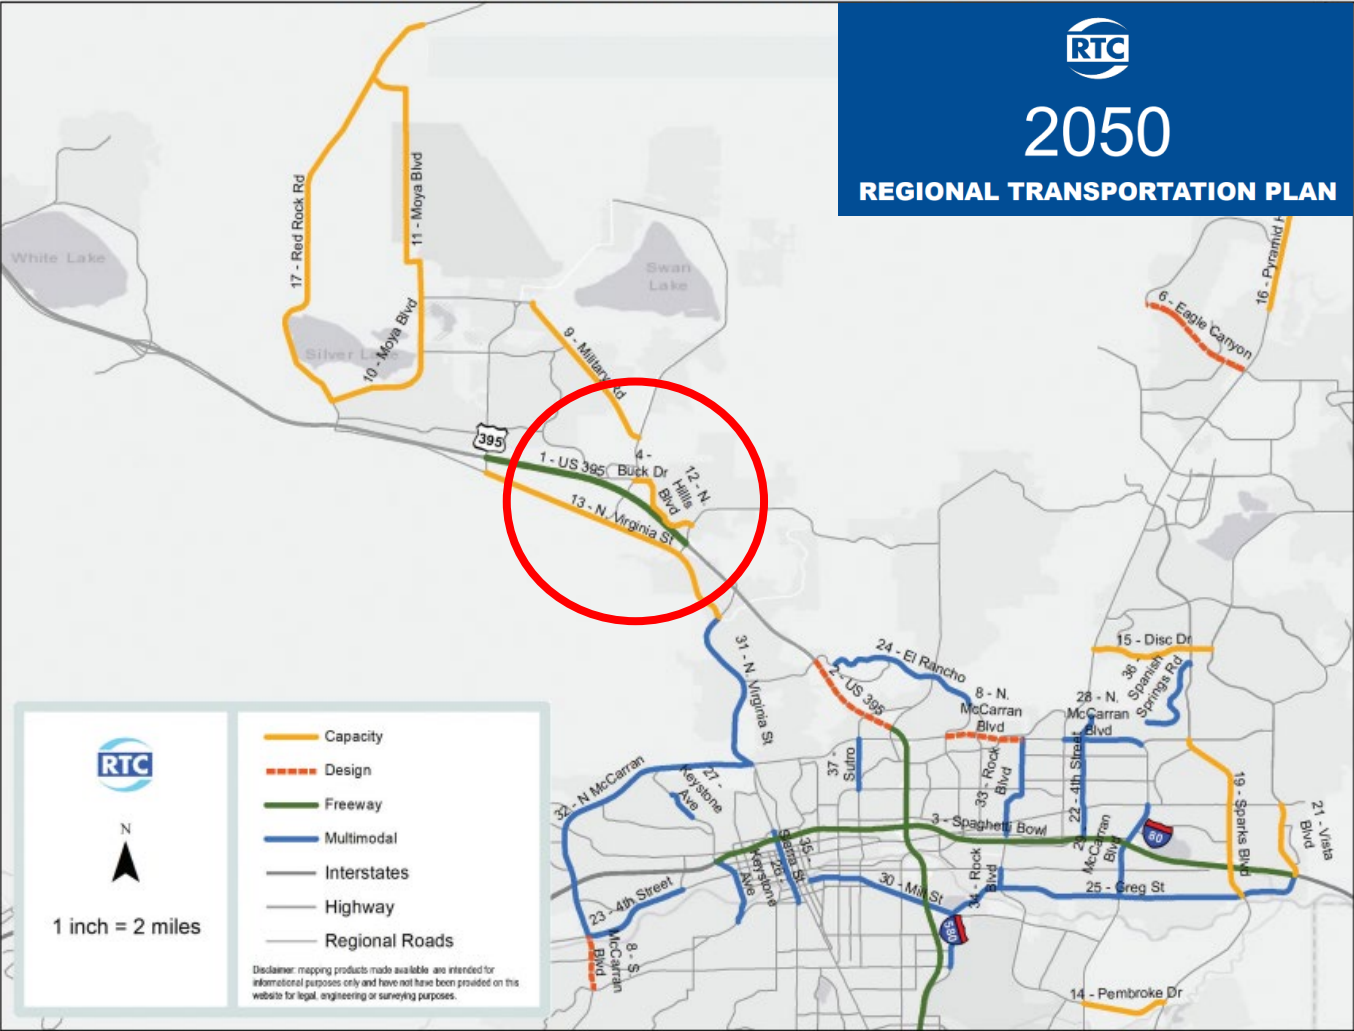 RTC
2050
REGIONAL TRANSPORTATION PLAN
White Lake
17 - Red Rock Rd
11 - Moya Blvd
Swan
Lake
Silver Lake
10 - Moya Blvd
9 - Military Rd
16 - Pyramid H
6 - Eagle Canyon
395
1 - US 395
4 -
Buck Dr
12 - N.
Hillis
Blvd
13 - N. Virginia St
15 - Disc Dr
36 -
Spanish
Springs Rd
31 - N. Virginia St
24 - El Rancho
2 - US 395
8 - N.
McCarran
Blvd
28 - N.
McCarran
Blvd
37 -
Sutro
33 - Rock
Blvd
22 - 4th Street
32 - N McCarran
27 -
Keystone
Ave
19 - Sparks Blvd
21 - Vista
Blvd
3 - Spaghetti Bowl
29 -
McCarran
Blvd
80
35 -
Sierra St
26 -
Keystone
Ave
30 - Mill St
34 - Rock
Blvd
25 - Greg St
23 - 4th Street
580
8 - S
McCarran
Blvd
14 - Pembroke Dr
RTC
N
1 inch = 2 miles
Capacity
Design
Freeway
Multimodal
Interstates
Highway
Regional Roads
Disclaimer: mapping products made available are intended for
informational purposes only and have not have been provided on this
website for legal, engineering or surveying purposes.